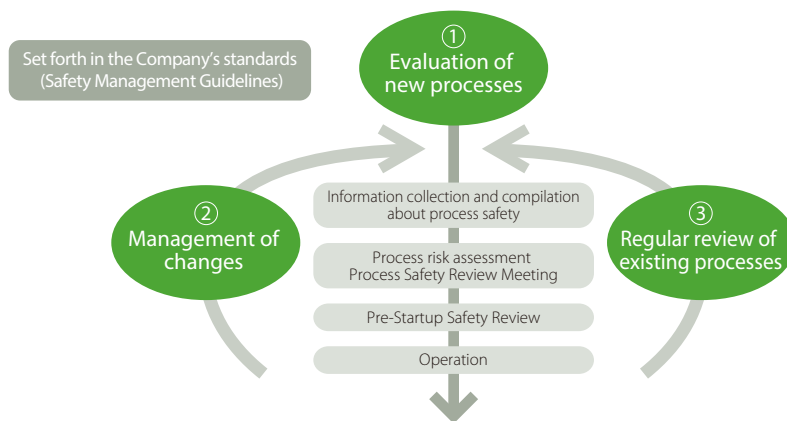 Set forth in the Company’s standards
(Safety Management Guidelines)
①
Evaluation of
new processes
②
Management of
changes
Information collection and compilation
about process safety
Process risk assessment
Process Safety Review Meeting
Pre-Startup Safety Review
Operation
③
Regular review of
existing processes